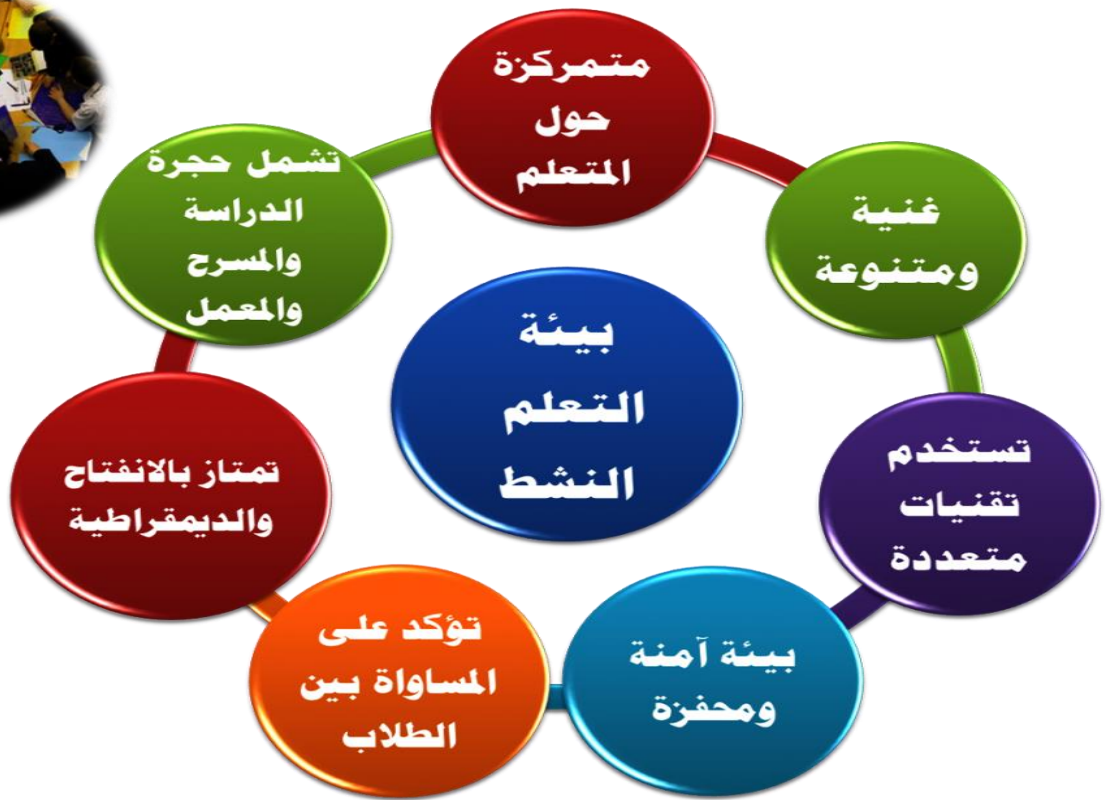 متمركزة
حول
المتعلم
غنية
ومتنوعة
تستخدم
تقنيات
متعددة
بيئة آمنة
ومحفزة
تؤكد على
المساواة بين
الطلاب
تمتاز بالانفتاح
والديمقراطية
تشمل حجرة
الدراسة
والمسرح
والمعمل
بيئة
التعلم
النشط